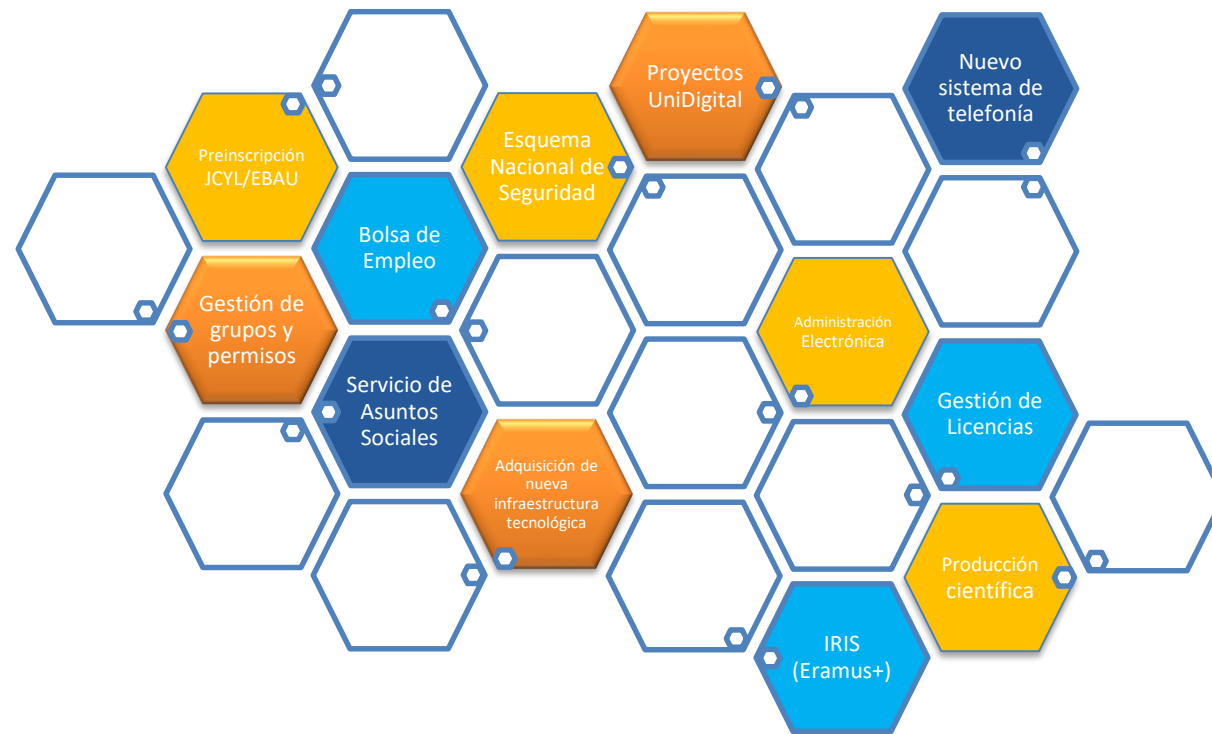 Proyectos
UniDigital
Nuevo
sistema de
telefonía
Preinscripción
JCYL/EBAU
Esquema
Nacional de
Seguridad
Bolsa de
Empleo
Gestión de
grupos y
permisos
Administración
Electrónica
Servicio de
Asuntos
Sociales
Gestión de
Licencias
Adquisición de
nueva
infraestructura
tecnológica
Producción
científica
IRIS
(Eramus+)